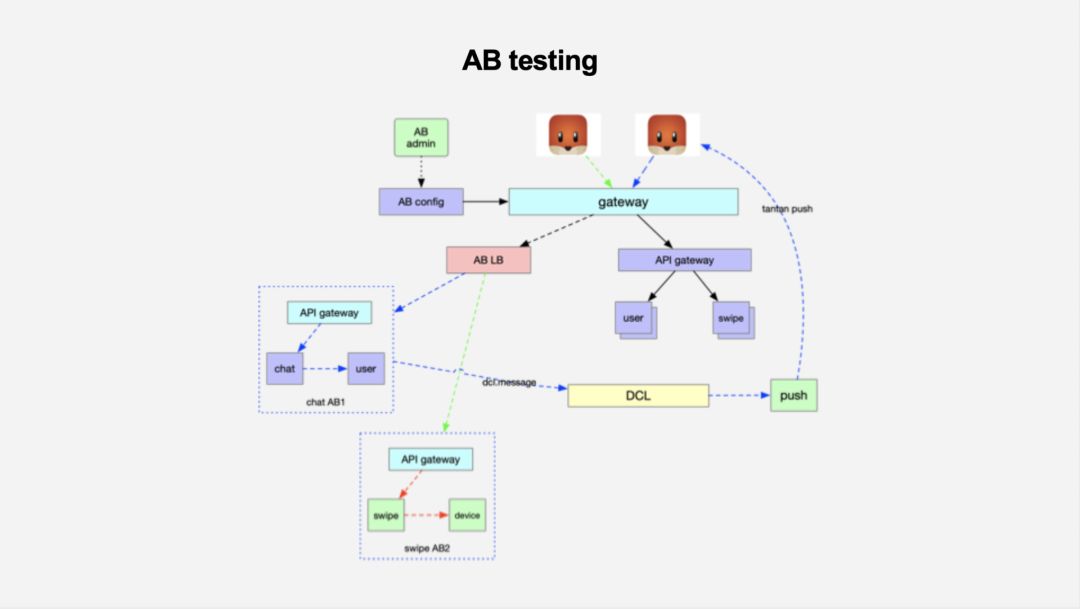 AB testing
AB
admin
AB config
gateway
tantan push
AB LB
API gateway
user
swipe
API gateway
chat
user
chat AB1
dcl.message
DCL
push
API gateway
swipe
device
swipe AB2